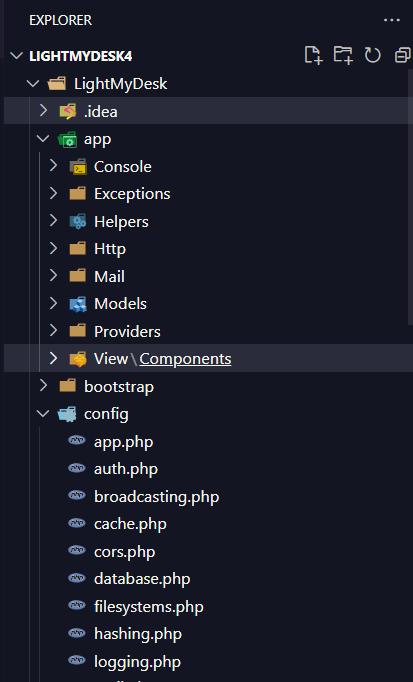 EXPLORER
LIGHTMYDESK4
LightMyDesk
.idea
app
Console
Exceptions
Helpers
Http
Mail
Models
Providers
View\Components
bootstrap
config
app.php
auth.php
broadcasting.php
cache.php
cors.php
database.php
filesystems.php
hashing.php
logging.php